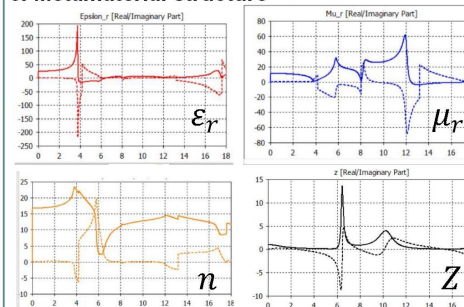 of metamaterial structure
Epsilon_r [Real/Imaginary Part]
200
150
100
50
0
-50
-100
-150
-200
-250
0 2 4 6 8 10 12 14 16 18
εr
Mu_r [Real/Imaginary Part]
80
60
40
20
0
-20
-40
-60
-80
0 2 4 6 8 10 12 14 16
μr
25
20
15
10
5
0
-5
-10
0 2 4 6 8 10 12 14 16 18
n
z [Real/Imaginary Part]
15
10
5
0
-5
-10
0 2 4 6 8 10 12 14 16
Z